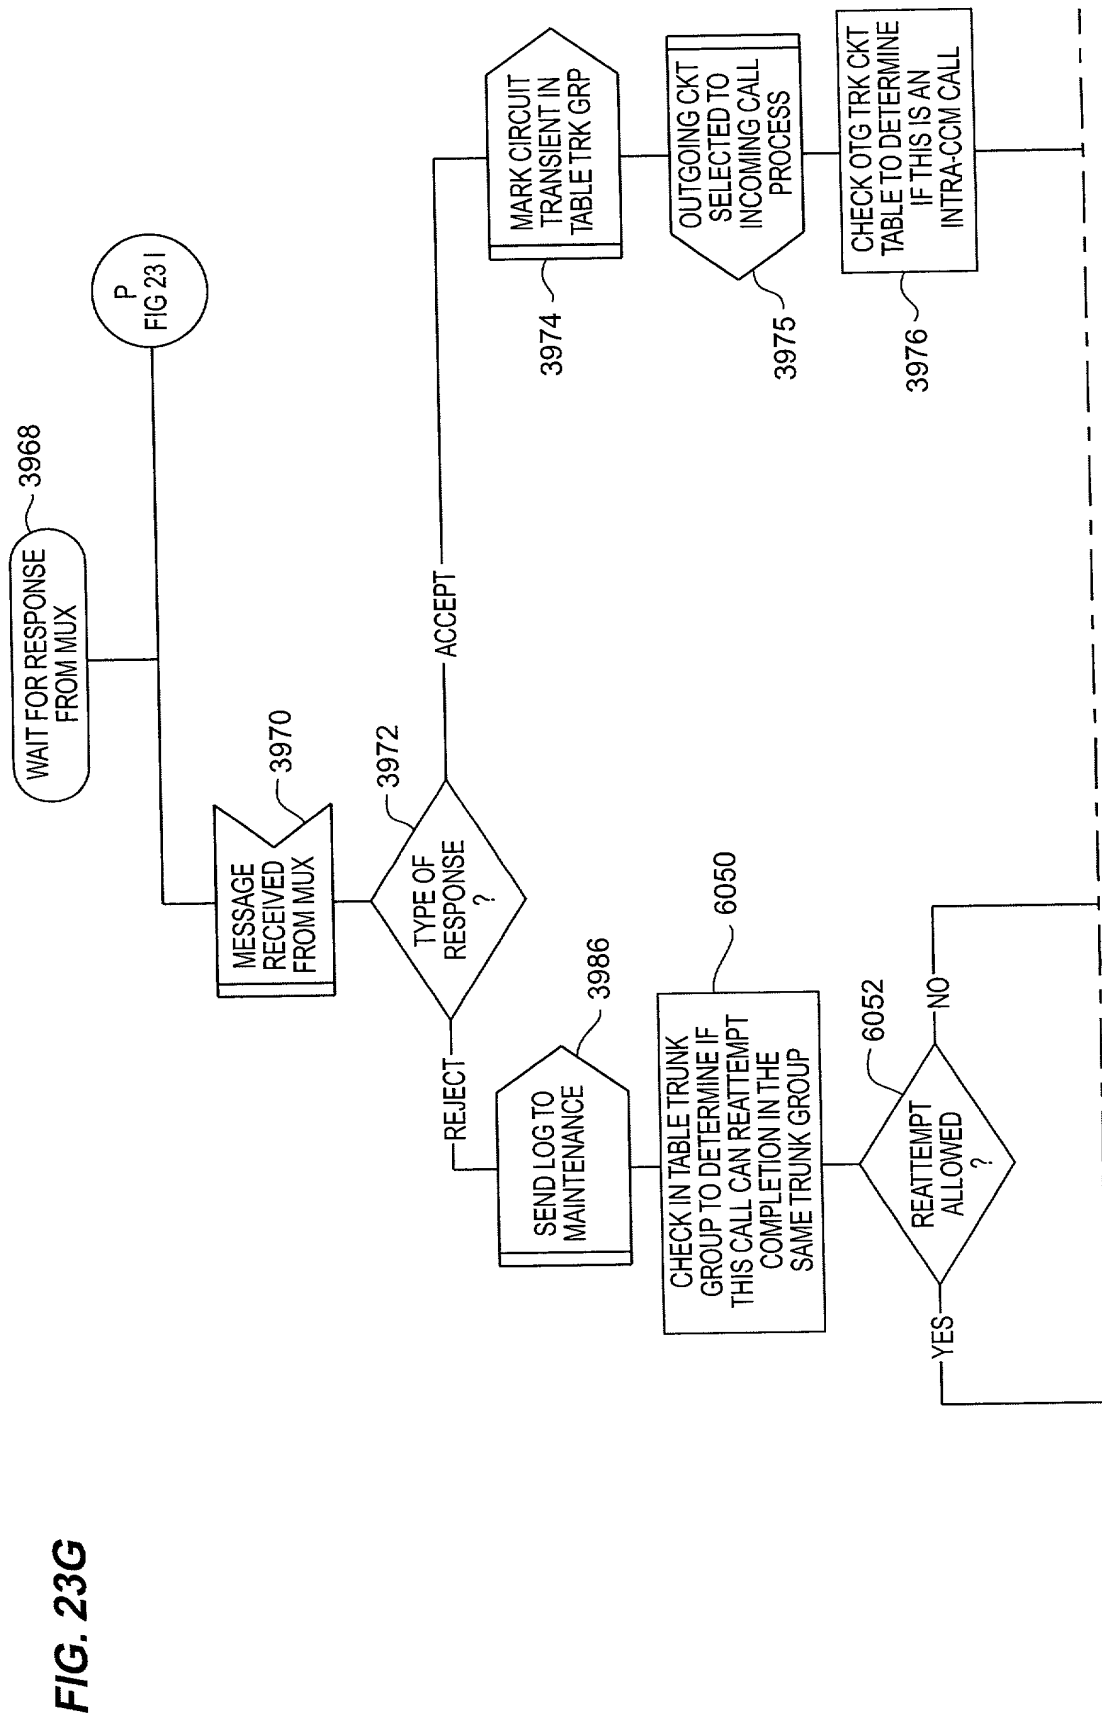 FIG. 23G
WAIT FOR RESPONSE
FROM MUX
3968
P
FIG 23 I
MESSAGE
RECEIVED
FROM MUX
3970
TYPE OF
RESPONSE
?
3972
REJECT
ACCEPT
SEND LOG TO
MAINTENANCE
3986
CHECK IN TABLE TRUNK
GROUP TO DETERMINE IF
THIS CALL CAN REATTEMPT
COMPLETION IN THE
SAME TRUNK GROUP
6050
REATTEMPT
ALLOWED
?
6052
YES
NO
MARK CIRCUIT
TRANSIENT IN
TABLE TRK GRP
3974
OUTGOING CKT
SELECTED TO
INCOMING CALL
PROCESS
3975
CHECK OTG TRK CKT
TABLE TO DETERMINE
IF THIS IS AN
INTRA-CCM CALL
3976